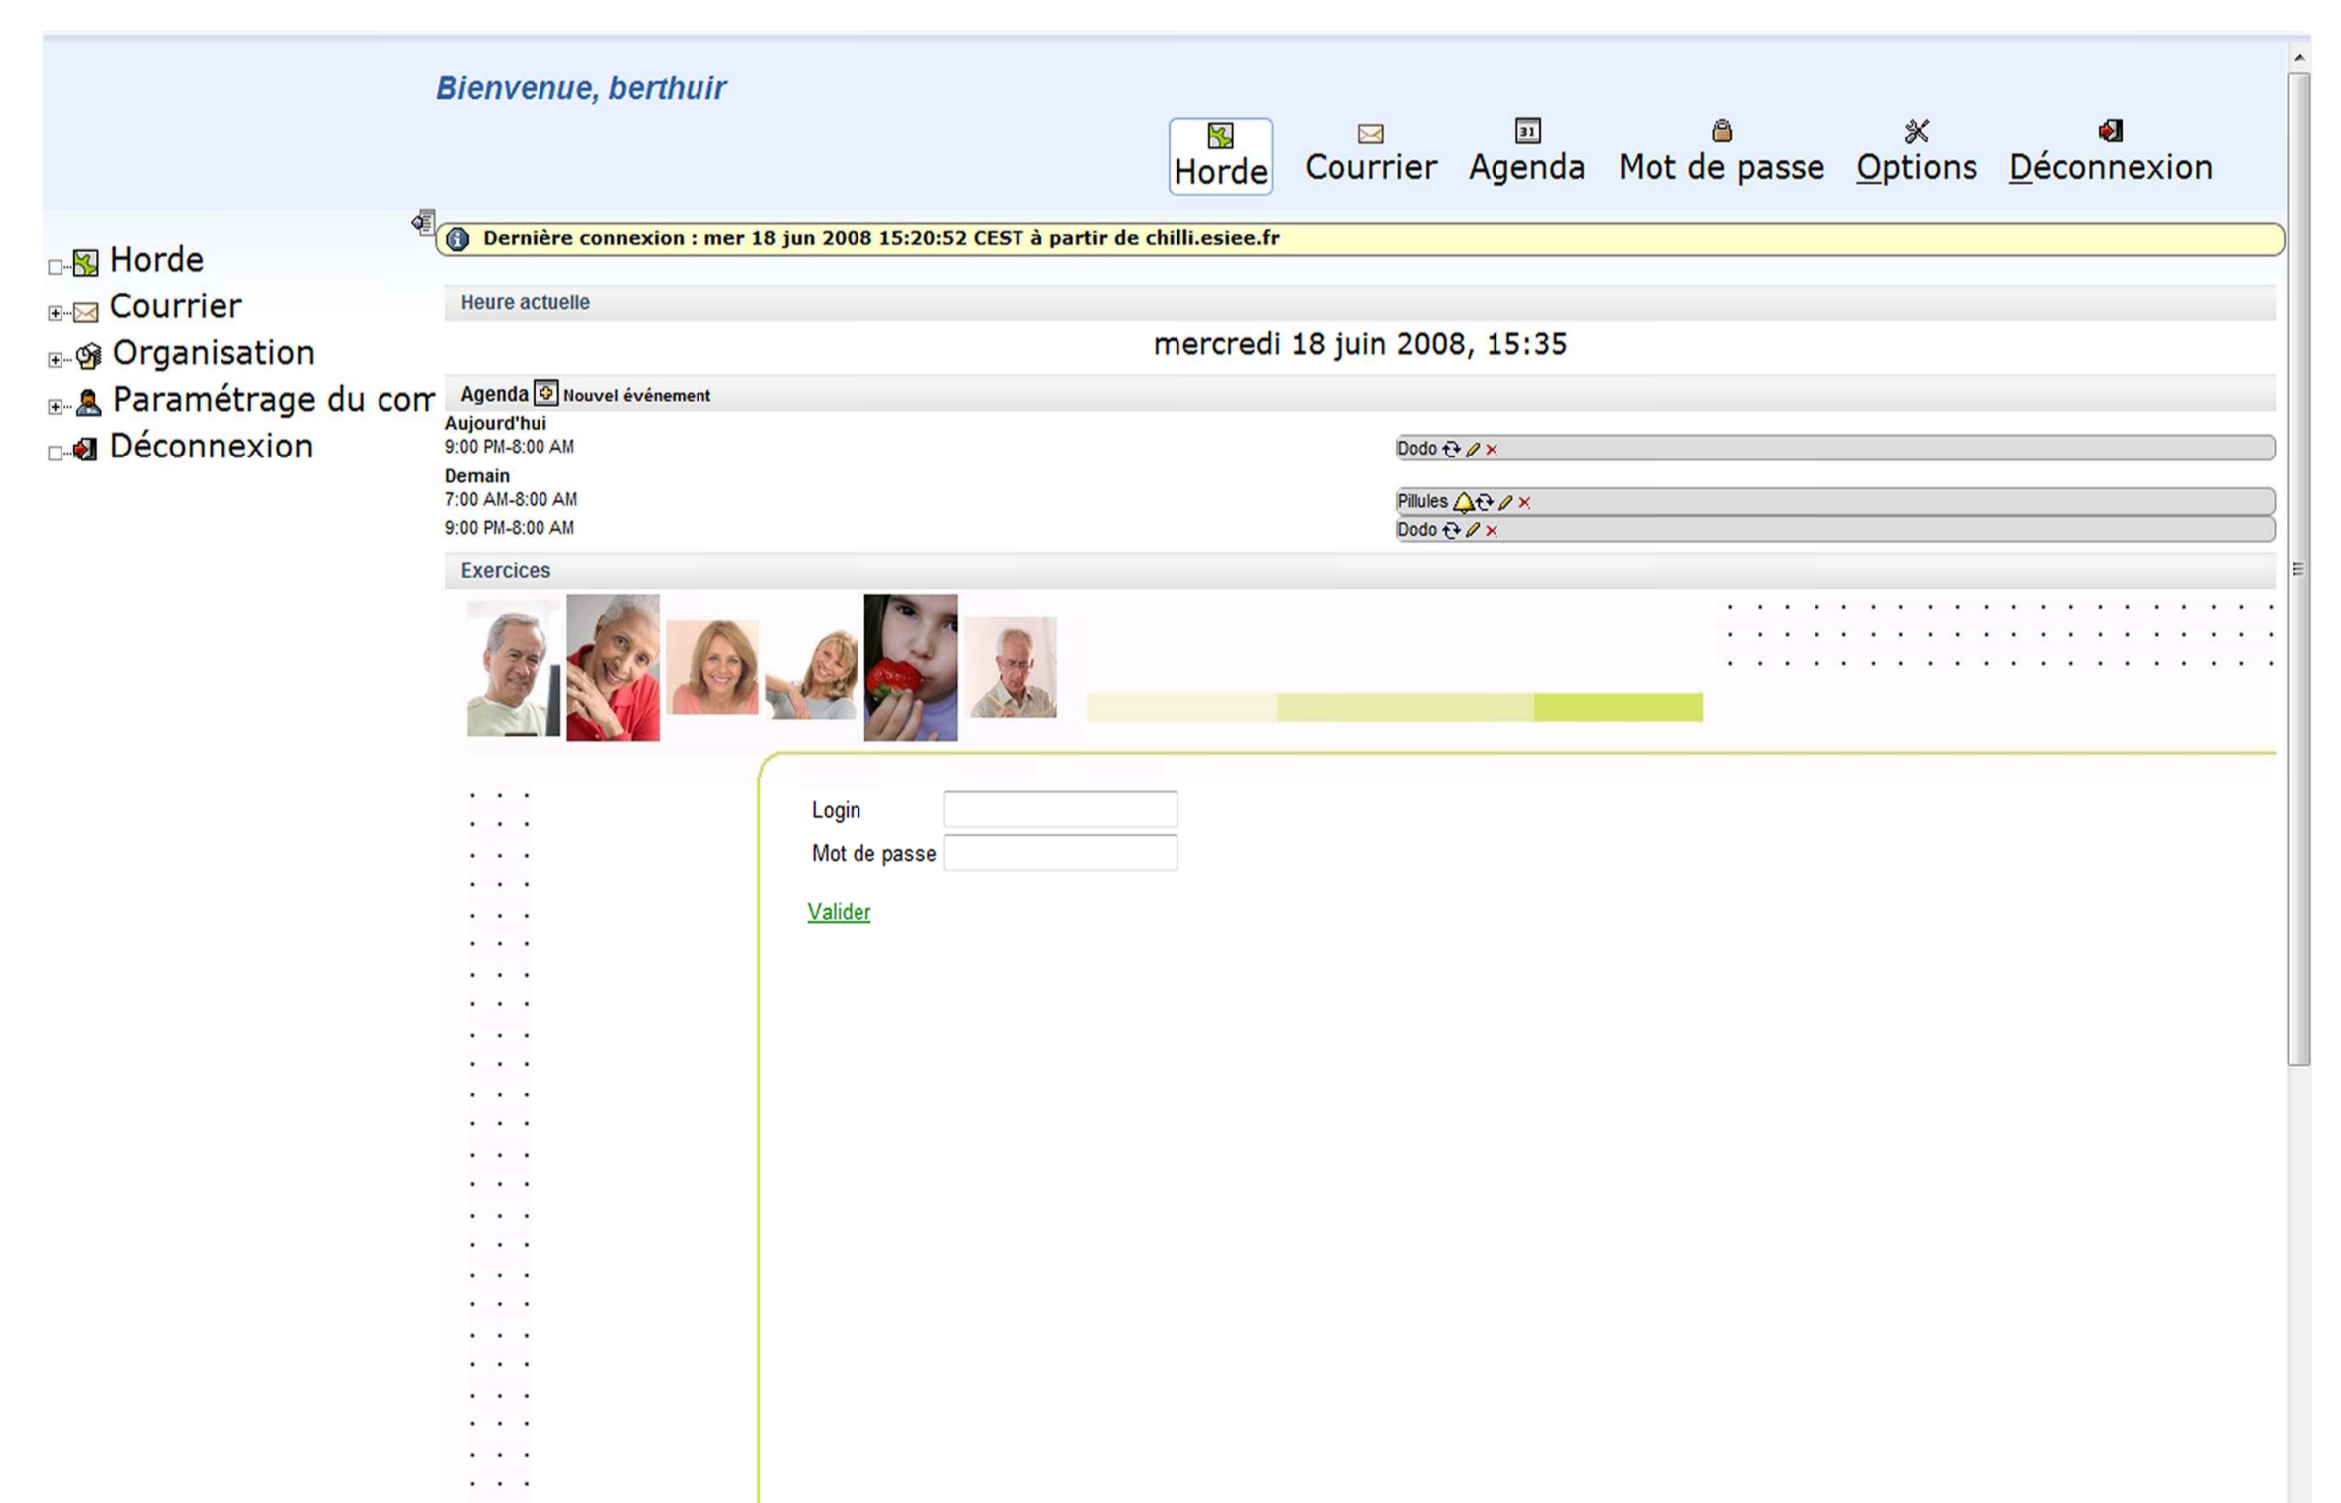 Bienvenue, berthuir
Horde Courrier Agenda Mot de passe Options Déconnexion
Horde
Courrier
Organisation
Paramétrage du com
Déconnexion
Dernière connexion : mer 18 jun 2008 15:20:52 CEST à partir de chilli.esiee.fr
Heure actuelle
mercredi 18 juin 2008, 15:35
Agenda Nouvel événement
Aujourd'hui
9:00 PM-8:00 AM Dodo
Demain
7:00 AM-8:00 AM Pillules
9:00 PM-8:00 AM Dodo
Exercices
Login
Mot de passe
Valider